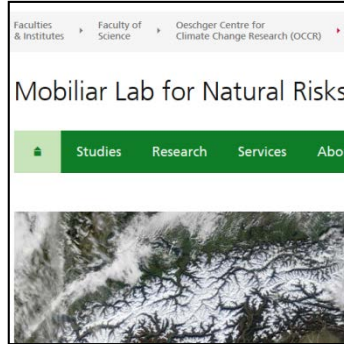 Faculties & Institutes
Faculty of Science
Oeschger Centre for Climate Change Research (OCCR)
Mobiliar Lab for Natural Risks
Studies Research Services Abo